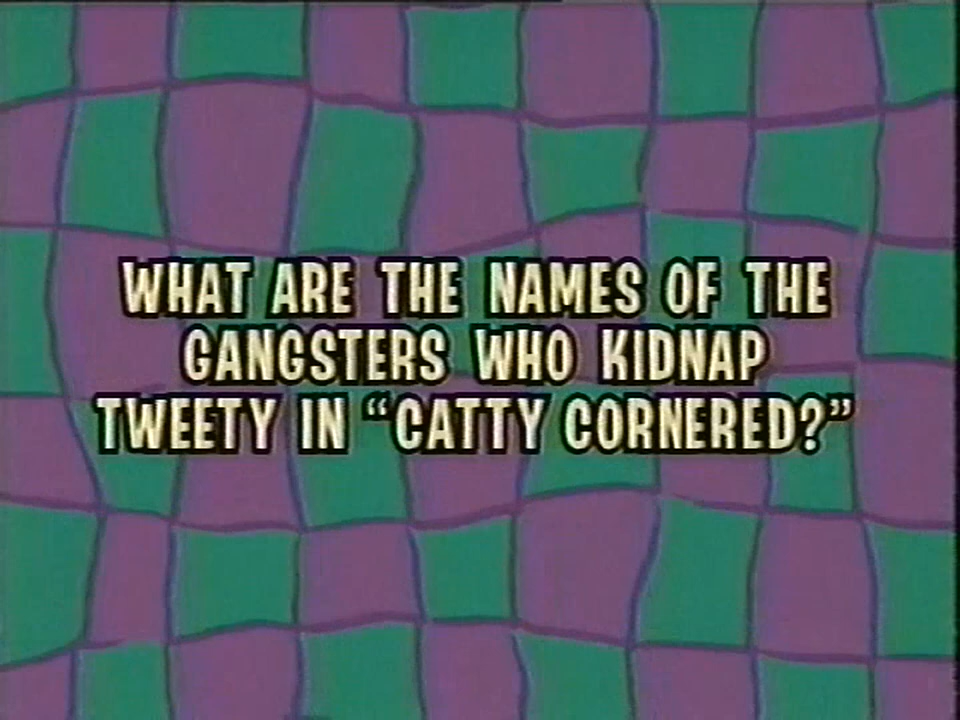 WHAT ARE THE NAMES OF THE
GANGSTERS WHO KIDNAP
TWEETY IN “CATTY CORNERED?”